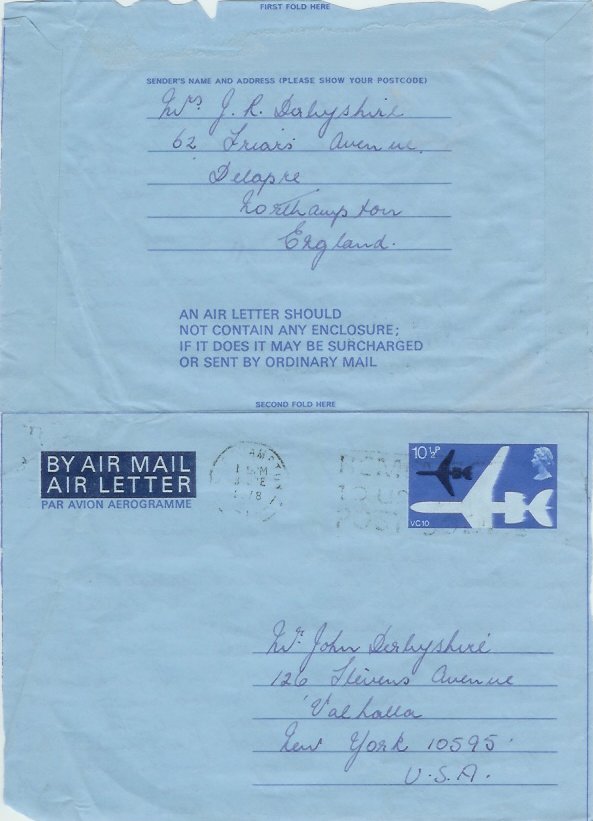 FIRST FOLD HERE
SENDER'S NAME AND ADDRESS (PLEASE SHOW YOUR POSTCODE)
Mrs J. R. Derbyshire
62 Friars Avenue,
Delapre
Northampton
England.
AN AIR LETTER SHOULD
NOT CONTAIN ANY ENCLOSURE;
IF IT DOES IT MAY BE SURCHARGED
OR SENT BY ORDINARY MAIL
SECOND FOLD HERE
BY AIR MAIL
AIR LETTER
PAR AVION AEROGRAMME
10½P
VC10
Mr. John Derbyshire
126 Stevens Avenue
Valhalla
New York 10595.
U.S.A.